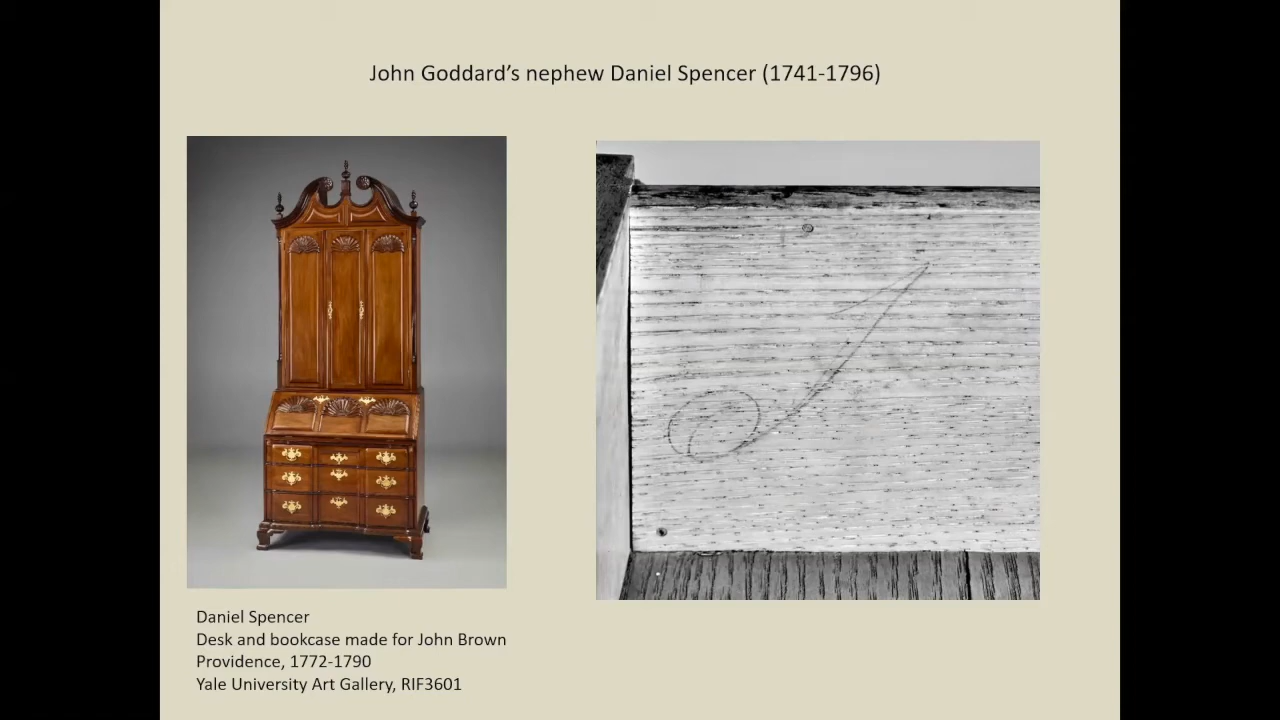 John Goddard's nephew Daniel Spencer (1741-1796)
Daniel Spencer
Desk and bookcase made for John Brown
Providence, 1772-1790
Yale University Art Gallery, RIF3601